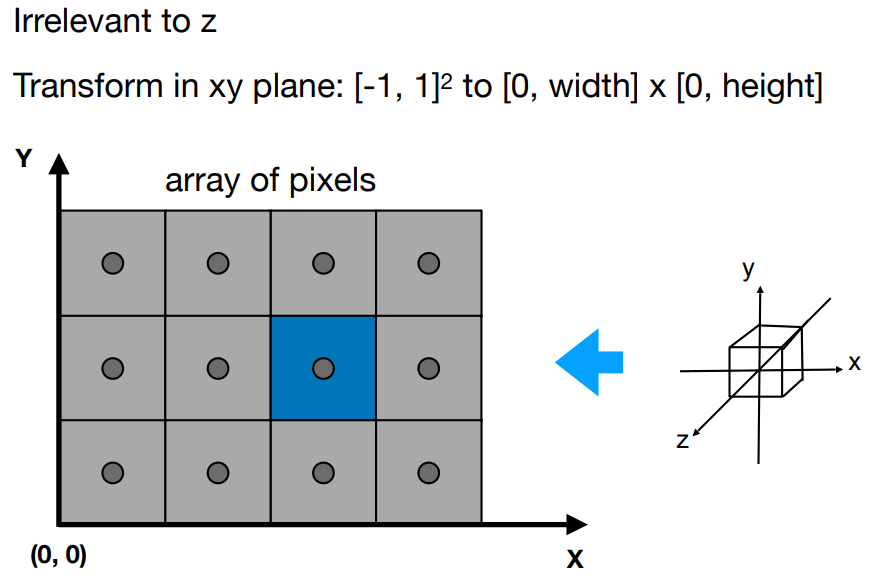 Irrelevant to z
Transform in xy plane: [-1, 1]² to [0, width] x [0, height]
Y
array of pixels
y
x
z
(0, 0)
X